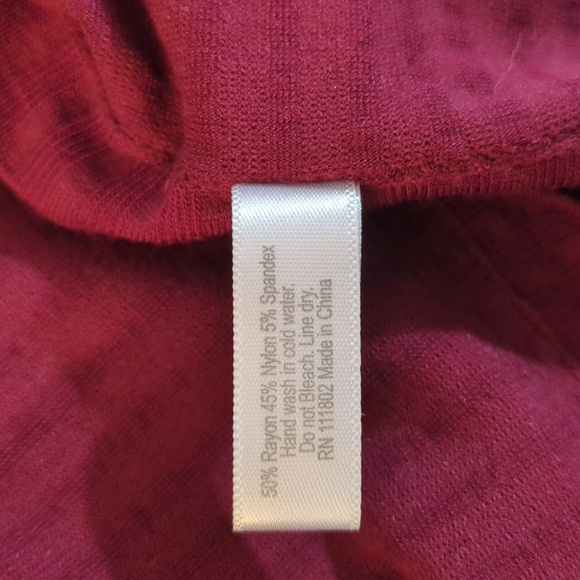 50% Rayon 45% Nylon 5% Spandex
Hand wash in cold water.
Do not Bleach. Line dry.
RN 111802 Made in China